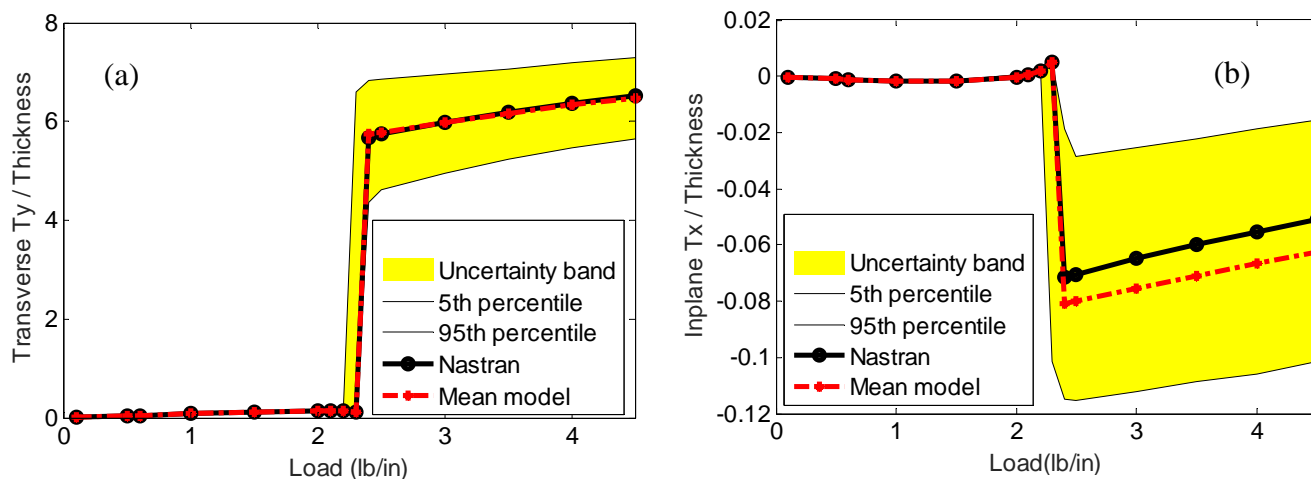 8
6
4
2
0
Transverse Ty / Thickness
(a)
Uncertainty band
5th percentile
95th percentile
Nastran
Mean model
0 1 2 3 4
Load (lb/in)
0.02
0
-0.02
-0.04
-0.06
-0.08
-0.1
-0.12
Inplane Tx / Thickness
(b)
Uncertainty band
5th percentile
95th percentile
Nastran
Mean model
0 1 2 3 4
Load(lb/in)